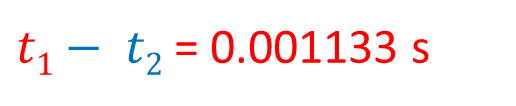 t₁ − t₂ = 0.001133 s